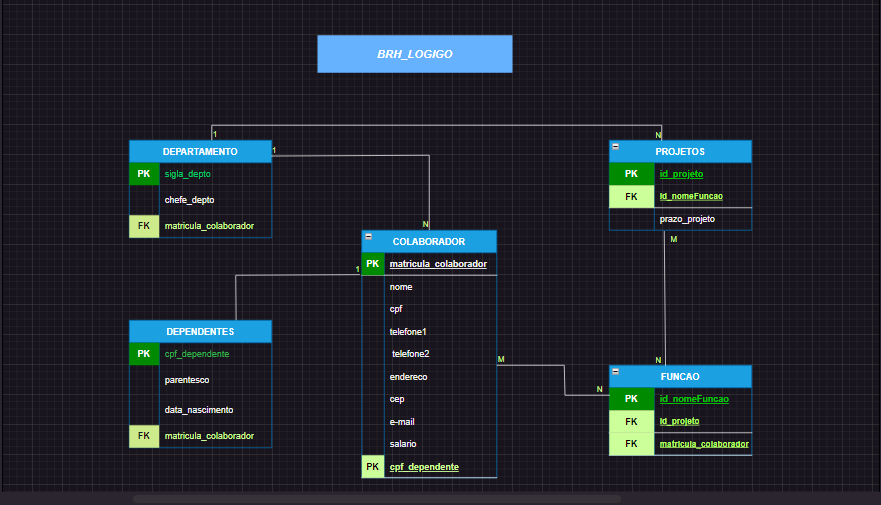 BRH_LOGIGO
1
N
DEPARTAMENTO
1
PK sigla_depto
chefe_depto
FK matricula_colaborador
PROJETOS
PK id_projeto
FK id_nomeFuncao
prazo_projeto
M
N
COLABORADOR
1
PK matricula_colaborador
nome
cpf
telefone1
telefone2
endereco
cep
e-mail
salario
PK cpf_dependente
DEPENDENTES
PK cpf_dependente
parentesco
data_nascimento
FK matricula_colaborador
M
N
N
FUNCAO
PK id_nomeFuncao
FK id_projeto
FK matricula_colaborador